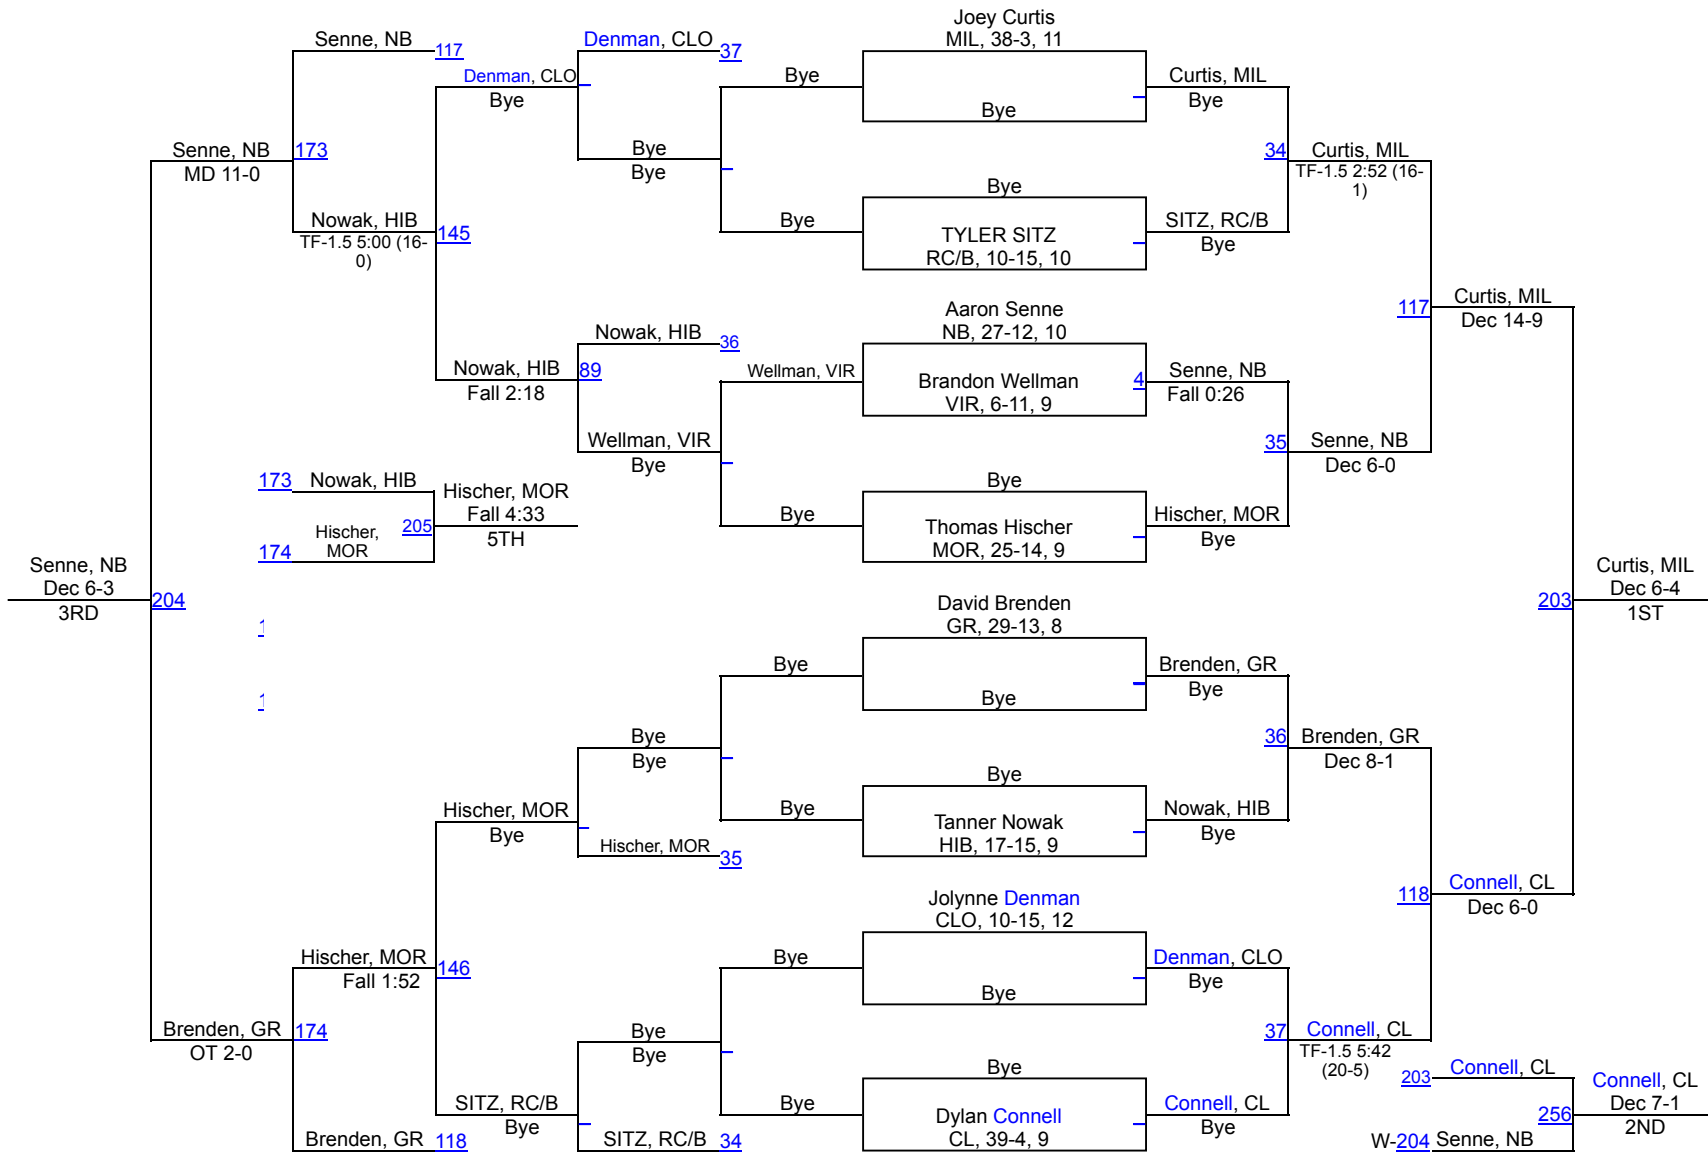 Joey Curtis
MIL, 38-3, 11
Senne, NB
117
Denman, CLO
37
Denman, CLO
Bye
Bye
Bye
Curtis, MIL
Bye
Senne, NB
173
MD 11-0
Bye
Bye
34
Curtis, MIL
TF-1.5 2:52 (16-
1)
Bye
Nowak, HIB
TF-1.5 5:00 (16-
0)
145
Bye
TYLER SITZ
RC/B, 10-15, 10
SITZ, RC/B
Bye
Aaron Senne
NB, 27-12, 10
117
Curtis, MIL
Dec 14-9
Nowak, HIB
36
Nowak, HIB
89
Fall 2:18
Wellman, VIR
Brandon Wellman
VIR, 6-11, 9
4
Senne, NB
Fall 0:26
Wellman, VIR
Bye
35
Senne, NB
Dec 6-0
173
Nowak, HIB
Hischer, MOR
Fall 4:33
5TH
205
Hischer,
MOR
174
Bye
Bye
Thomas Hischer
MOR, 25-14, 9
Hischer, MOR
Bye
Senne, NB
Dec 6-3
3RD
204
203
Curtis, MIL
Dec 6-4
1ST
David Brenden
GR, 29-13, 8
Bye
Bye
Brenden, GR
Bye
Bye
Bye
36
Brenden, GR
Dec 8-1
Bye
Hischer, MOR
Bye
Bye
Tanner Nowak
HIB, 17-15, 9
Nowak, HIB
Bye
Hischer, MOR
35
Jolynne Denman
CLO, 10-15, 12
118
Connell, CL
Dec 6-0
Hischer, MOR
Fall 1:52
146
Bye
Bye
Denman, CLO
Bye
Brenden, GR
OT 2-0
174
Bye
Bye
37
Connell, CL
TF-1.5 5:42
(20-5)
Bye
203
Connell, CL
Connell, CL
Dec 7-1
2ND
SITZ, RC/B
Bye
Bye
Dylan Connell
CL, 39-4, 9
Connell, CL
Bye
256
Brenden, GR
118
SITZ, RC/B
34
W-204
Senne, NB